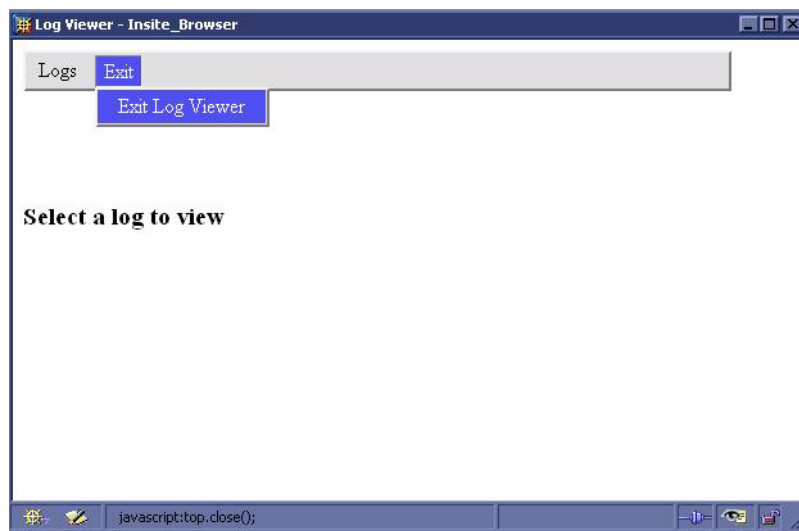 Log Viewer - Insite_Browser
Logs Exit
Exit Log Viewer
Select a log to view
javascript:top.close();